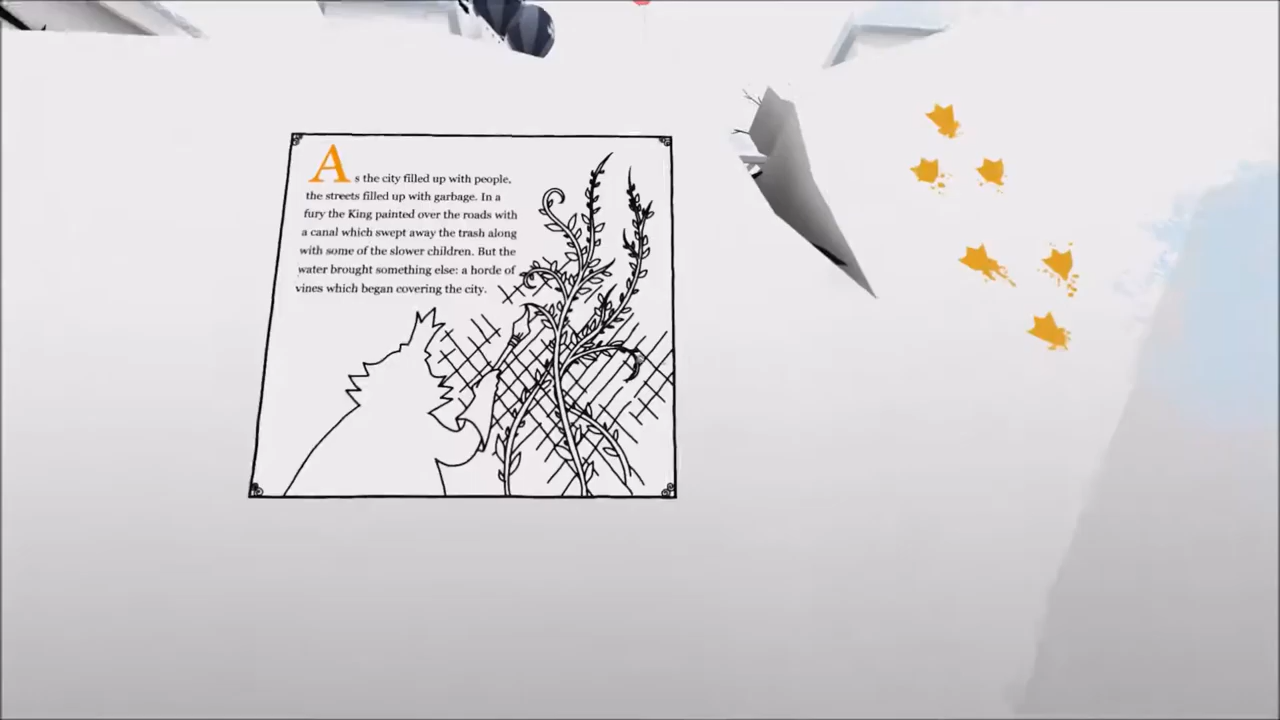 As the city filled up with people,
the streets filled up with garbage. In a
fury the King painted over the roads with
a canal which swept away the trash along
with some of the slower children. But the
water brought something else: a horde of
vines which began covering the city.